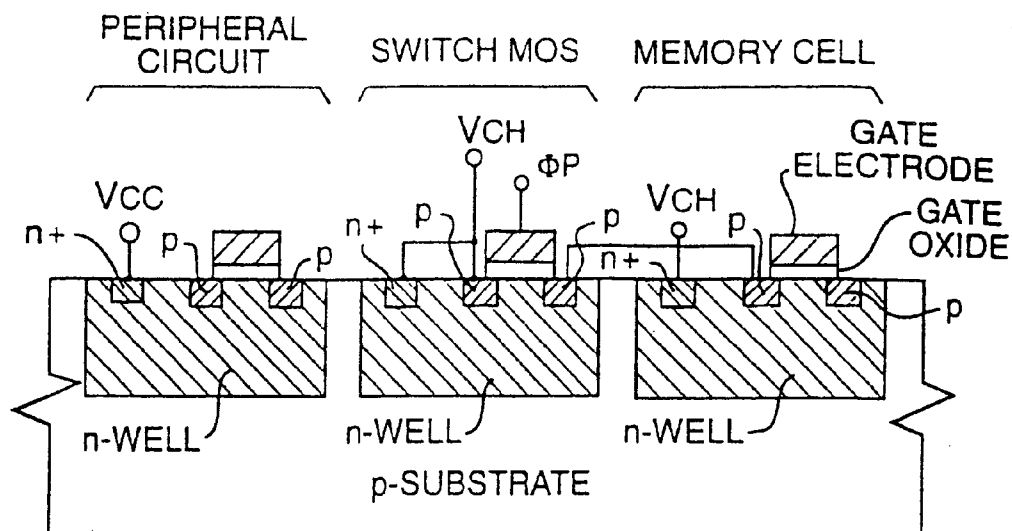 PERIPHERAL
CIRCUIT
SWITCH MOS
MEMORY CELL
VCH
ΦP
GATE
ELECTRODE
VCC
VCH
GATE
OXIDE
n+
p
p
n+
p
p
n+
p
p
n-WELL
n-WELL
n-WELL
p-SUBSTRATE